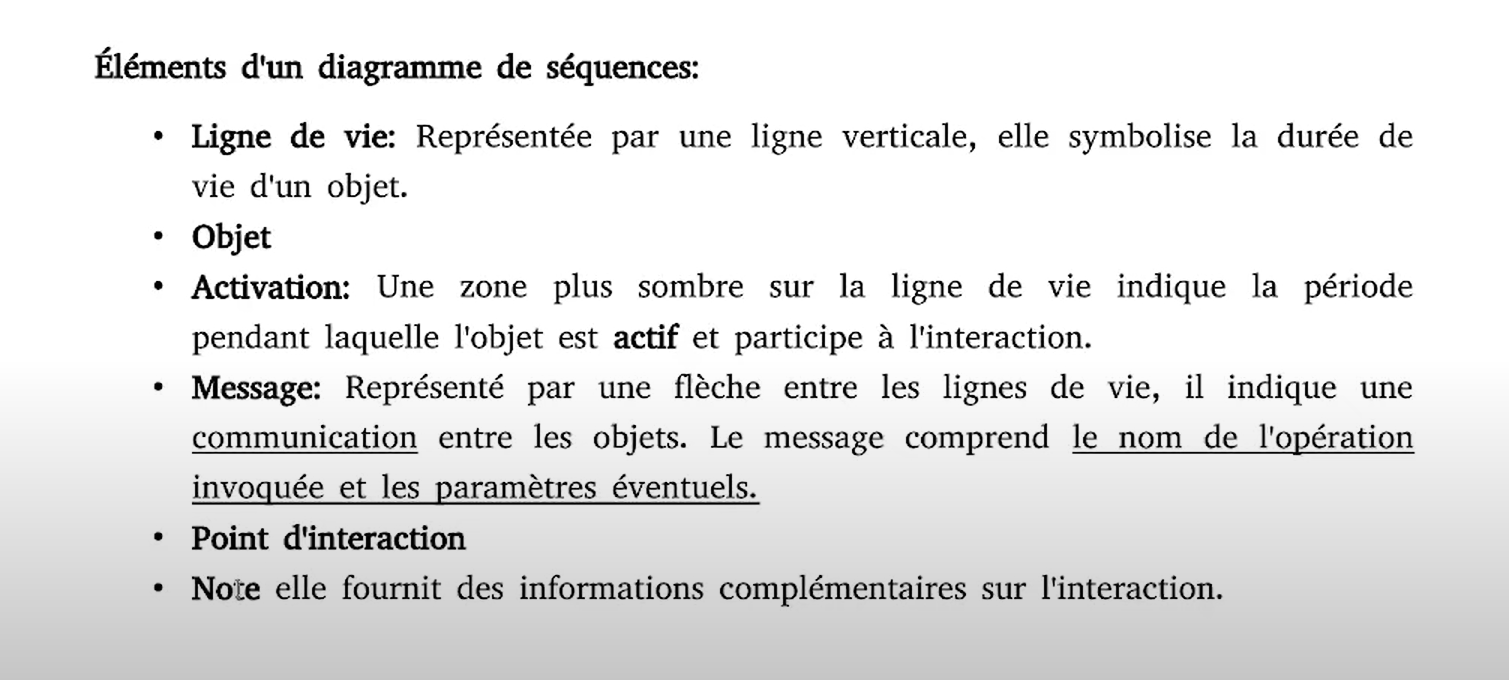 Éléments d'un diagramme de séquences:
• Ligne de vie: Représentée par une ligne verticale, elle symbolise la durée de
vie d'un objet.
• Objet
• Activation: Une zone plus sombre sur la ligne de vie indique la période
pendant laquelle l'objet est actif et participe à l'interaction.
• Message: Représenté par une flèche entre les lignes de vie, il indique une
communication entre les objets. Le message comprend le nom de l'opération
invoquée et les paramètres éventuels.
• Point d'interaction
• Note elle fournit des informations complémentaires sur l'interaction.